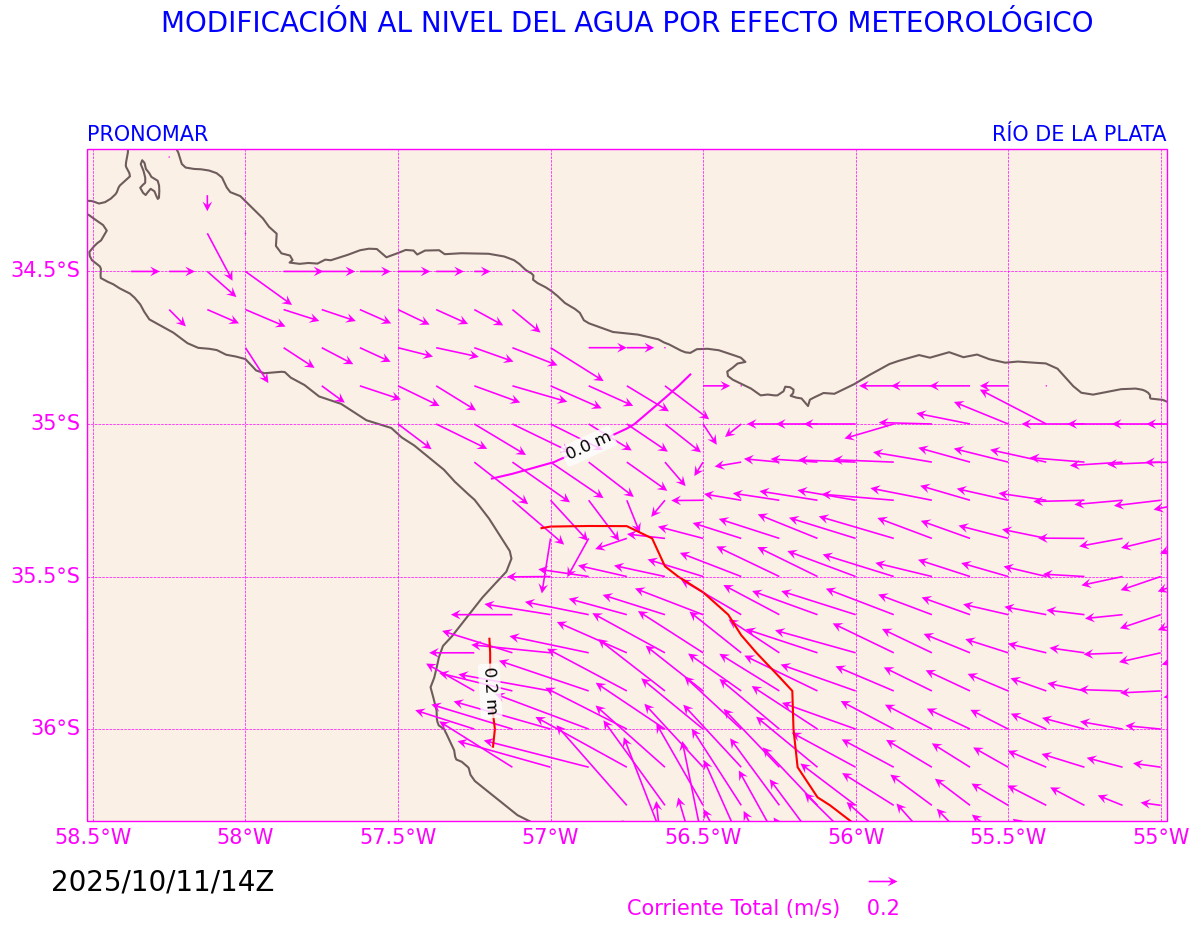 MODIFICACIÓN AL NIVEL DEL AGUA POR EFECTO METEOROLÓGICO
PRONOMAR
RÍO DE LA PLATA
34.5°S
35°S
0.0 m
35.5°S
0.2 m
36°S
58.5°W 58°W 57.5°W 57°W 56.5°W 56°W 55.5°W 55°W
2025/10/11/14Z
Corriente Total (m/s) 0.2